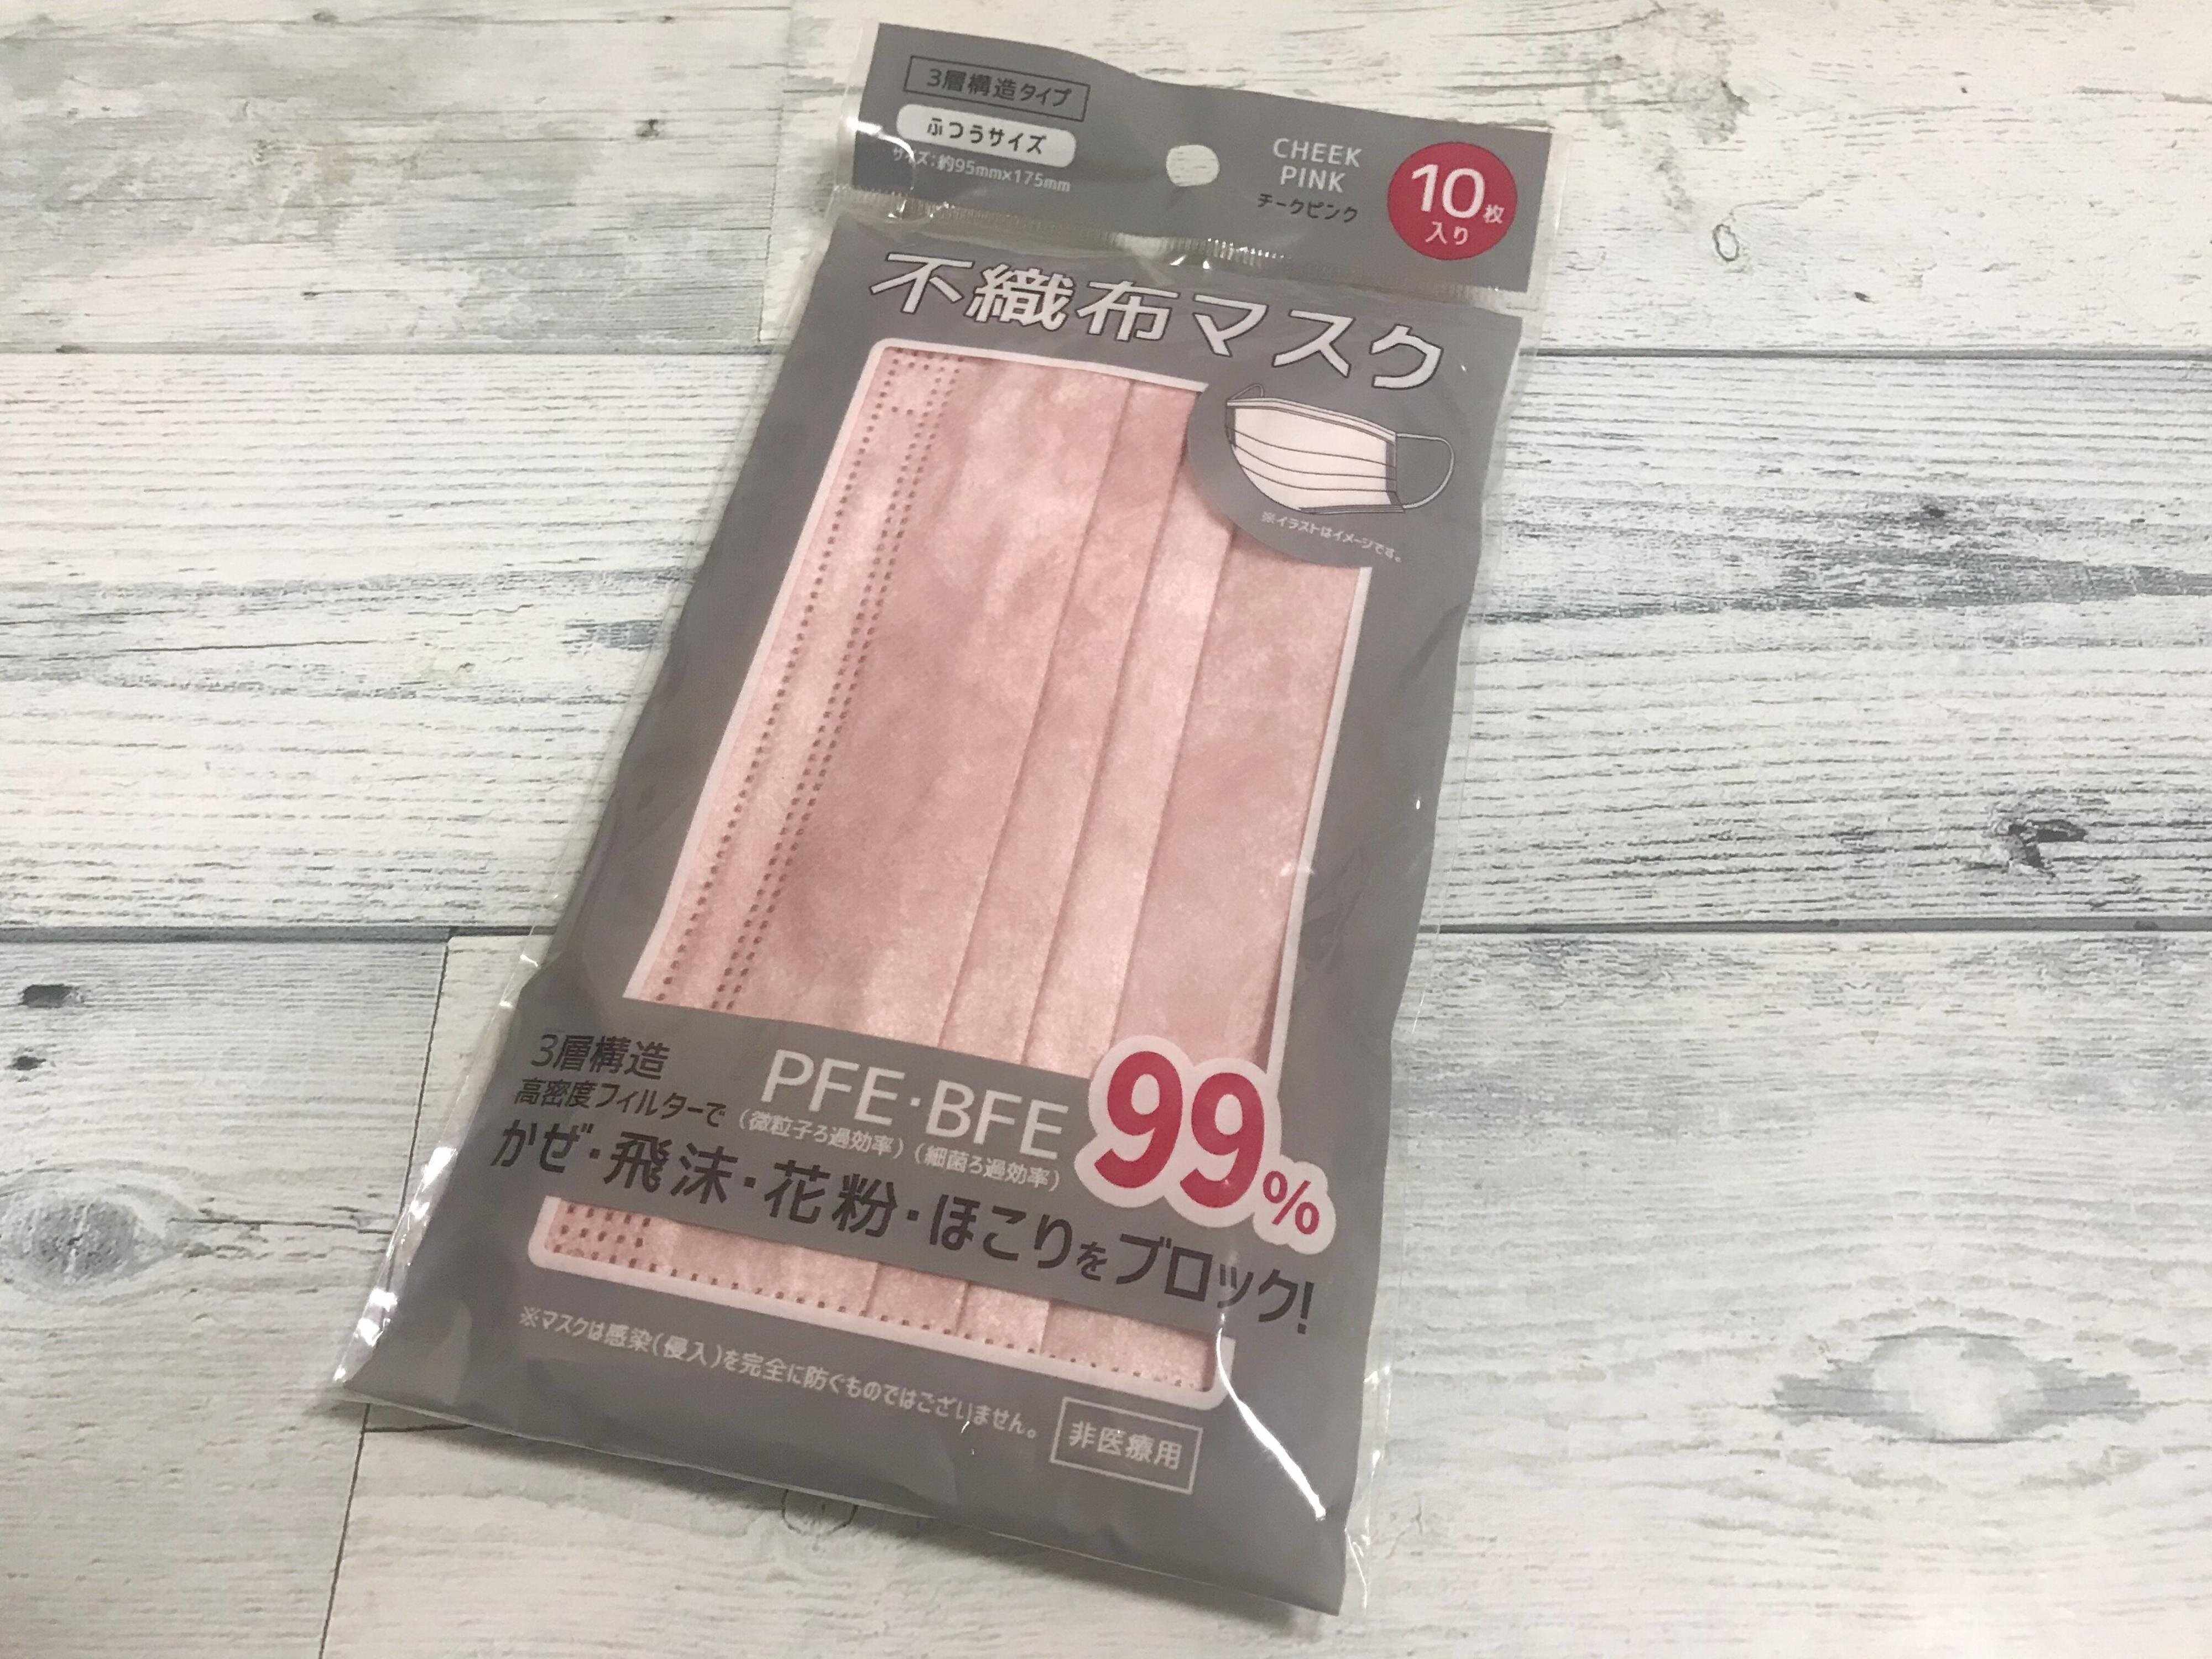 3層構造タイプ
ふつうサイズ
サイズ:約95mm×175mm
CHEEK
PINK
チークピンク
10枚
入り
不織布マスク
※イラストはイメージです。
3層構造
高密度フィルターで
PFE・BFE
(微粒子ろ過効率)(細菌ろ過効率)
99%
かぜ・飛沫・花粉・ほこりをブロック!
※マスクは感染(侵入)を完全に防ぐものではございません。
非医療用